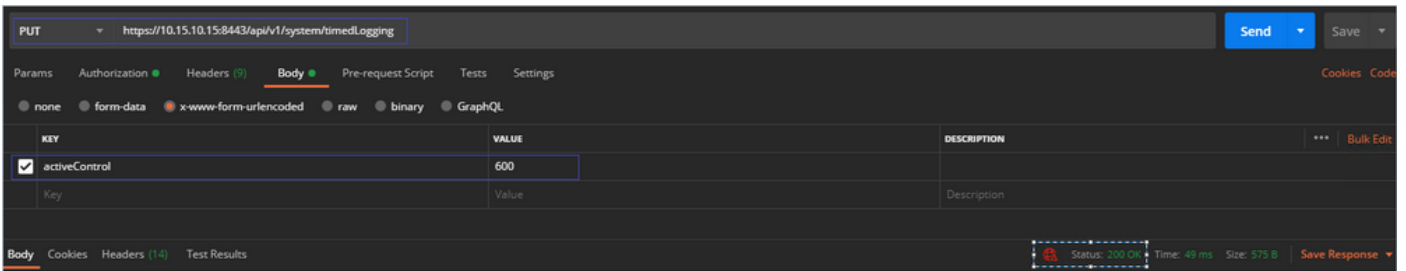 PUT https://10.15.10.15:8443/api/v1/system/timedLogging Send Save
Params Authorization Headers (9) Body Pre-request Script Tests Settings Cookies Code
none form-data x-www-form-urlencoded raw binary GraphQL
KEY VALUE DESCRIPTION ••• Bulk Edit
activeControl 600
Key Value Description
Body Cookies Headers (14) Test Results Status: 200 OK Time: 49 ms Size: 575 B Save Response